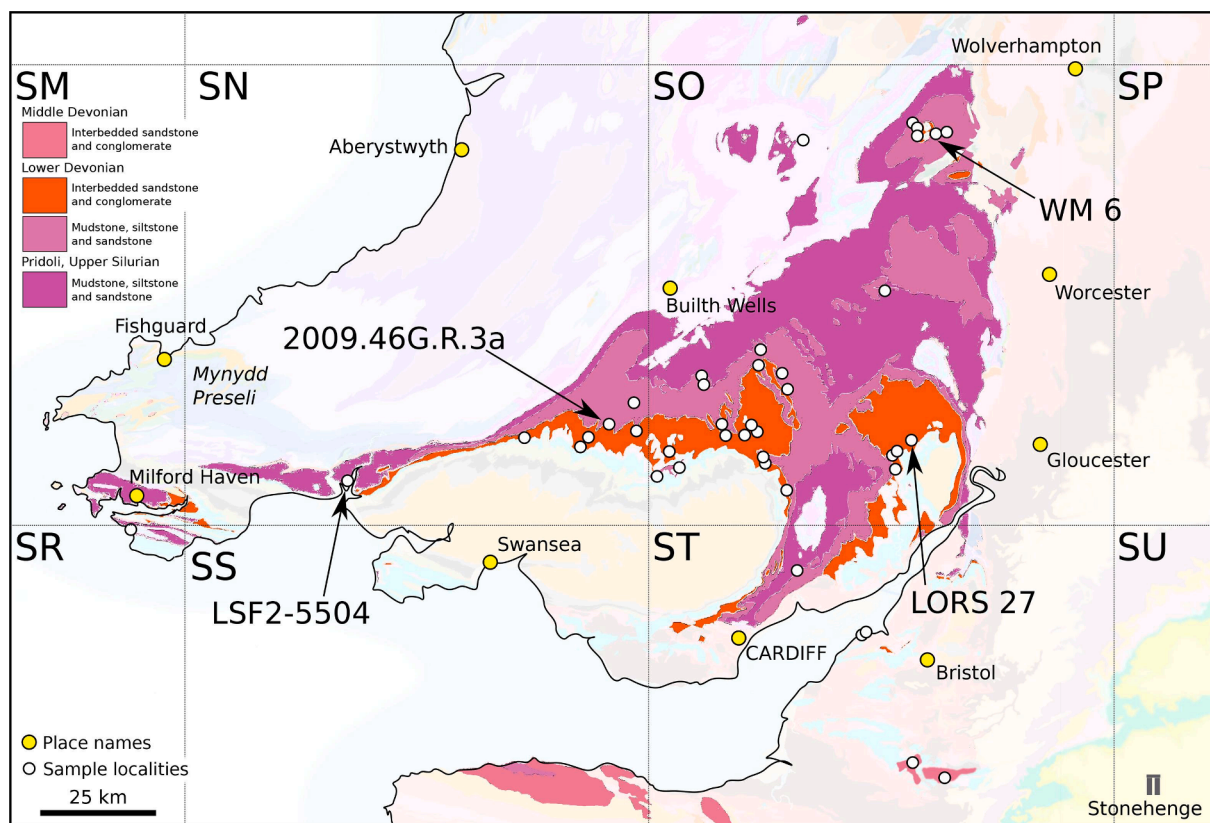 Wolverhampton
SM
SN
SO
SP
Middle Devonian
Interbedded sandstone
and conglomerate
Lower Devonian
Interbedded sandstone
and conglomerate
Mudstone, siltstone
and sandstone
Pridoli, Upper Silurian
Mudstone, siltstone
and sandstone
Aberystwyth
WM 6
Worcester
Builth Wells
Fishguard
2009.46G.R.3a
Mynydd
Preseli
Gloucester
Milford Haven
SR
SS
ST
SU
Swansea
LSF2-5504
LORS 27
CARDIFF
Bristol
Place names
Sample localities
25 km
Stonehenge